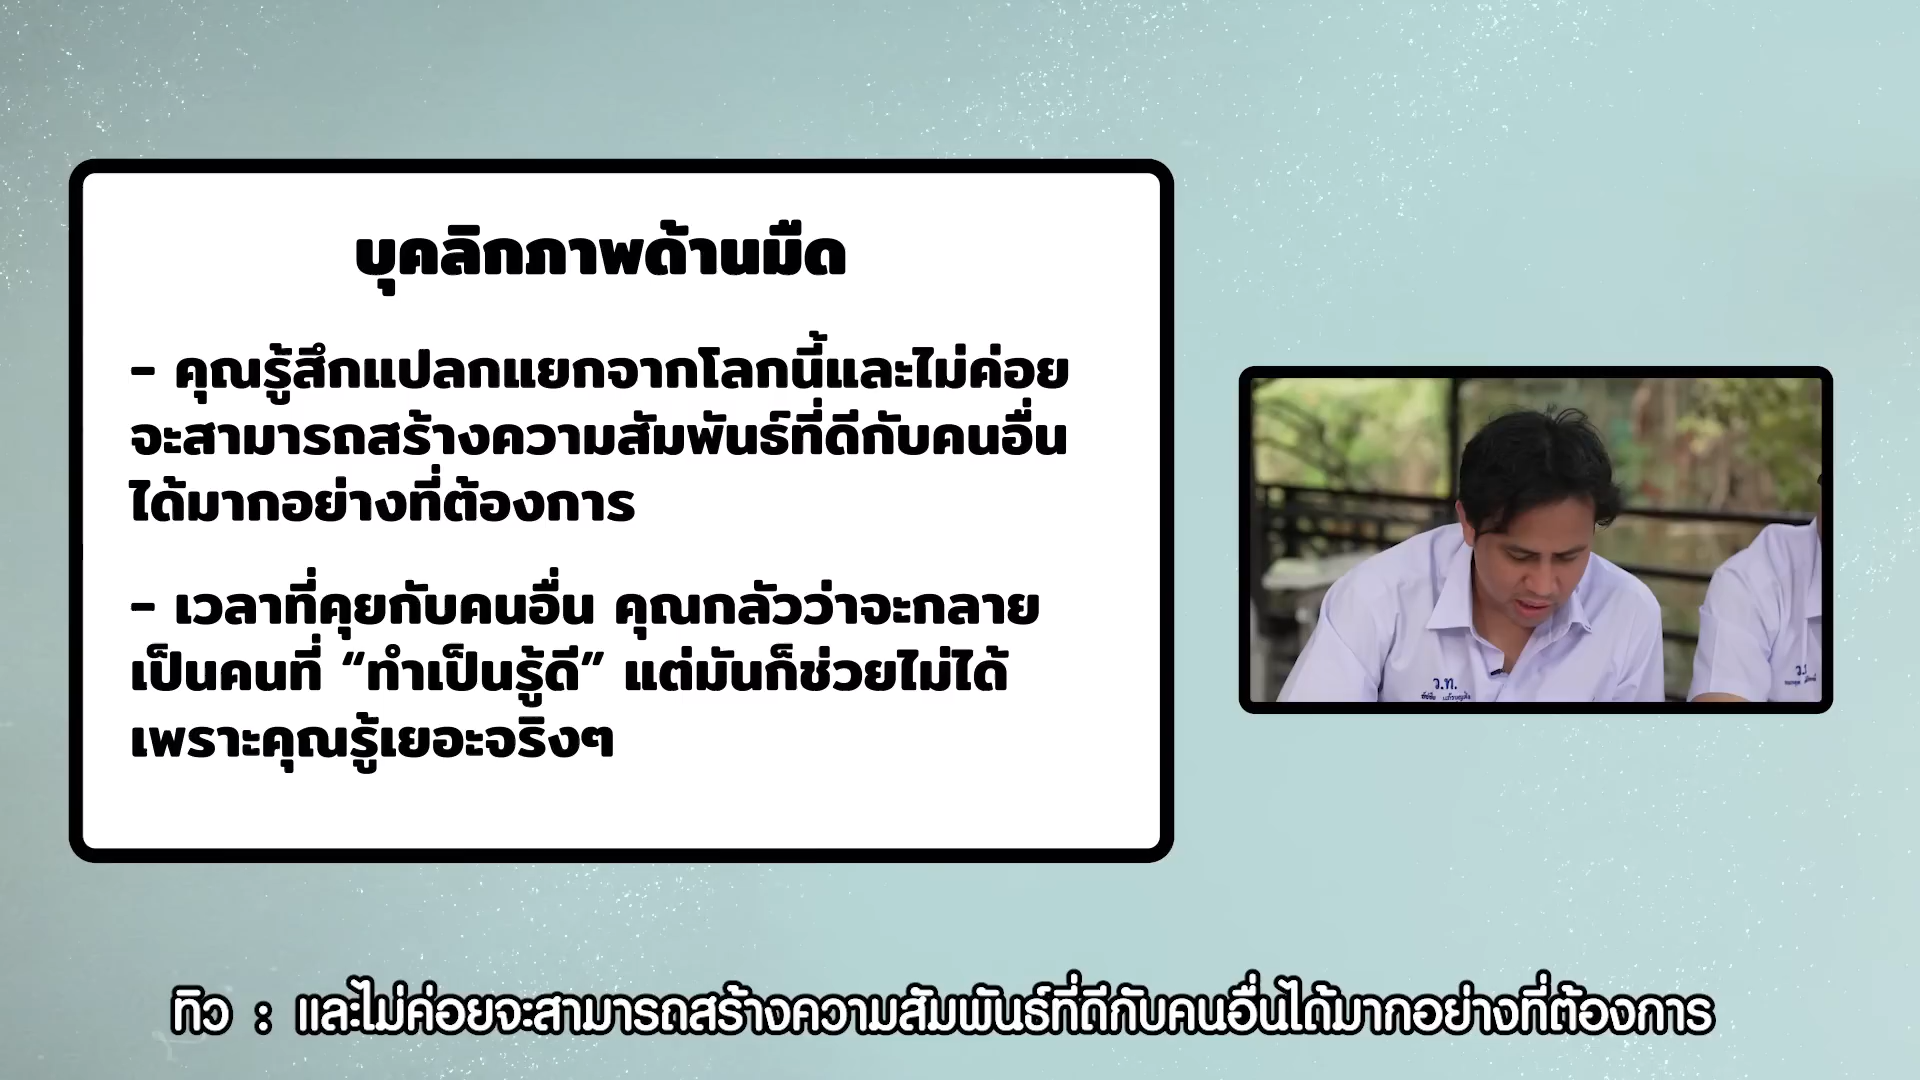 บุคลิกภาพด้านมืด
- คุณรู้สึกแปลกแยกจากโลกนี้และไม่ค่อย
จะสามารถสร้างความสัมพันธ์ที่ดีกับคนอื่น
ได้มากอย่างที่ต้องการ
- เวลาที่คุยกับคนอื่น คุณกลัวว่าจะกลาย
เป็นคนที่ “ทำเป็นรู้ดี” แต่มันก็ช่วยไม่ได้
เพราะคุณรู้เยอะจริงๆ
ว.ท.
ทิว : และไม่ค่อยจะสามารถสร้างความสัมพันธ์ที่ดีกับคนอื่นได้มากอย่างที่ต้องการ